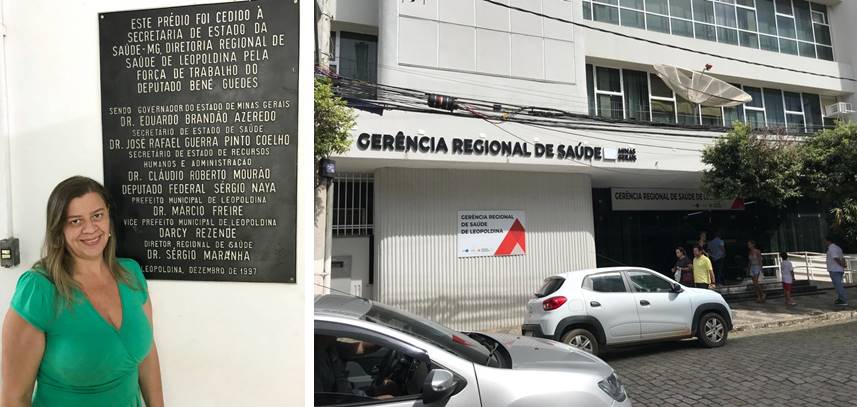 ESTE PRÉDIO FOI CEDIDO À
SECRETARIA DE ESTADO DA
SAÚDE-MG, DIRETORIA REGIONAL DE
SAÚDE DE LEOPOLDINA PELA
FORÇA DE TRABALHO DO
DEPUTADO BENÉ GUEDES
SENDO GOVERNADOR DO ESTADO DE MINAS GERAIS
DR. EDUARDO BRANDÃO AZEREDO
SECRETÁRIO DE ESTADO DE SAÚDE
DR. JOSÉ RAFAEL GUERRA PINTO COELHO
SECRETÁRIO DE ESTADO DE RECURSOS
HUMANOS E ADMINISTRAÇÃO
DR. CLÁUDIO ROBERTO MOURÃO
DEPUTADO FEDERAL SÉRGIO NAYA
PREFEITO MUNICIPAL DE LEOPOLDINA
DR. MÁRCIO FREIRE
VICE PREFEITO MUNICIPAL DE LEOPOLDINA
DARCY REZENDE
DIRETOR REGIONAL DE SAÚDE
DR. SÉRGIO MARANHA
LEOPOLDINA, DEZEMBRO DE 1997
GERÊNCIA REGIONAL DE SAÚDE MINAS GERAIS
GERÊNCIA REGIONAL DE SAÚDE DE
GERÊNCIA REGIONAL
DE SAÚDE
DE LEOPOLDINA